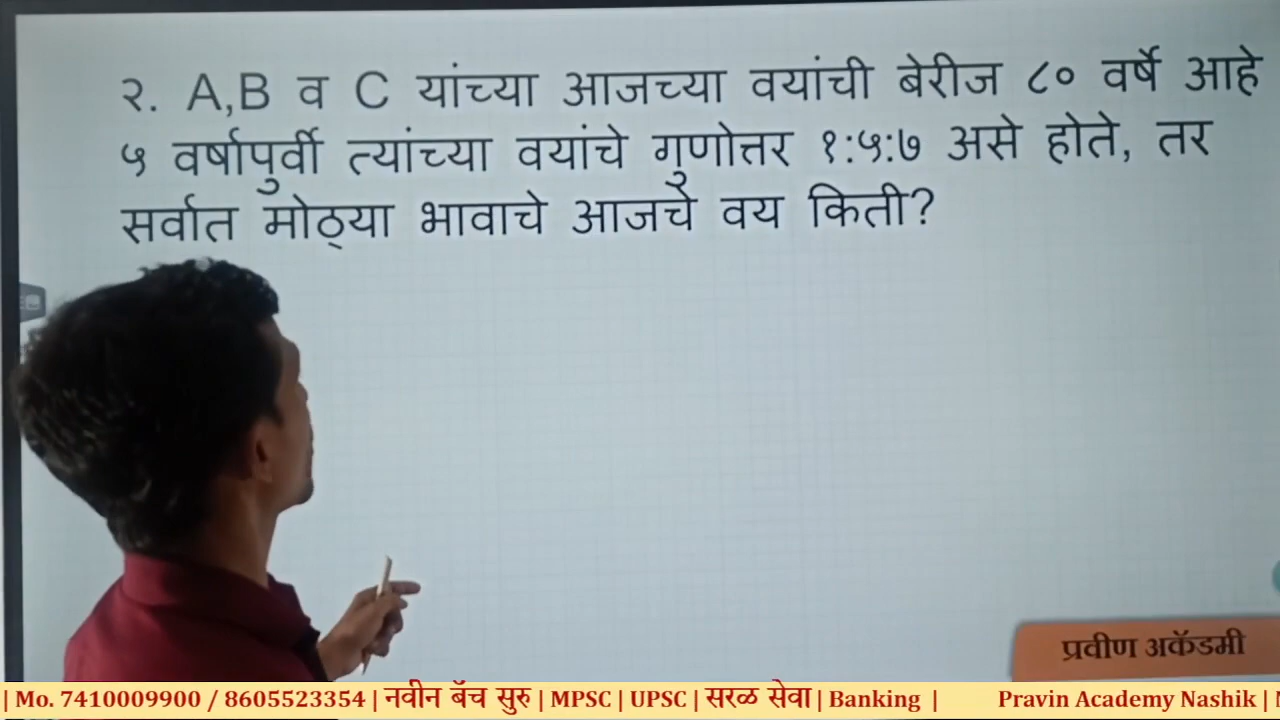 २. A,B व C यांच्या आजच्या वयांची बेरीज ८० वर्षे आहे
५ वर्षापुर्वी त्यांच्या वयांचे गुणोत्तर १:५:७ असे होते, तर
सर्वात मोठ्या भावाचे आजचे वय किती?
प्रवीण अकॅडमी
| Mo. 7410009900 / 8605523354 | नवीन बॅच सुरु | MPSC | UPSC | सरळ सेवा | Banking | Pravin Academy Nashik |